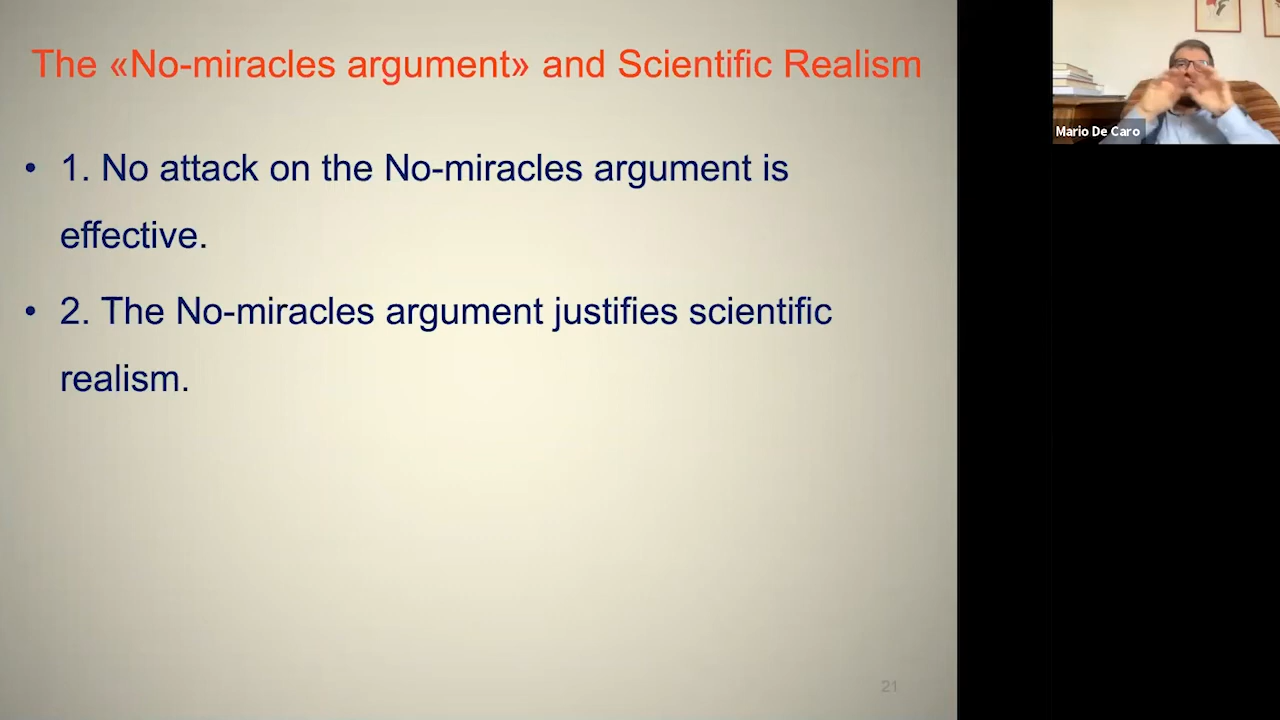 The «No-miracles argument» and Scientific Realism
• 1. No attack on the No-miracles argument is
effective.
• 2. The No-miracles argument justifies scientific
realism.
21
Mario De Caro